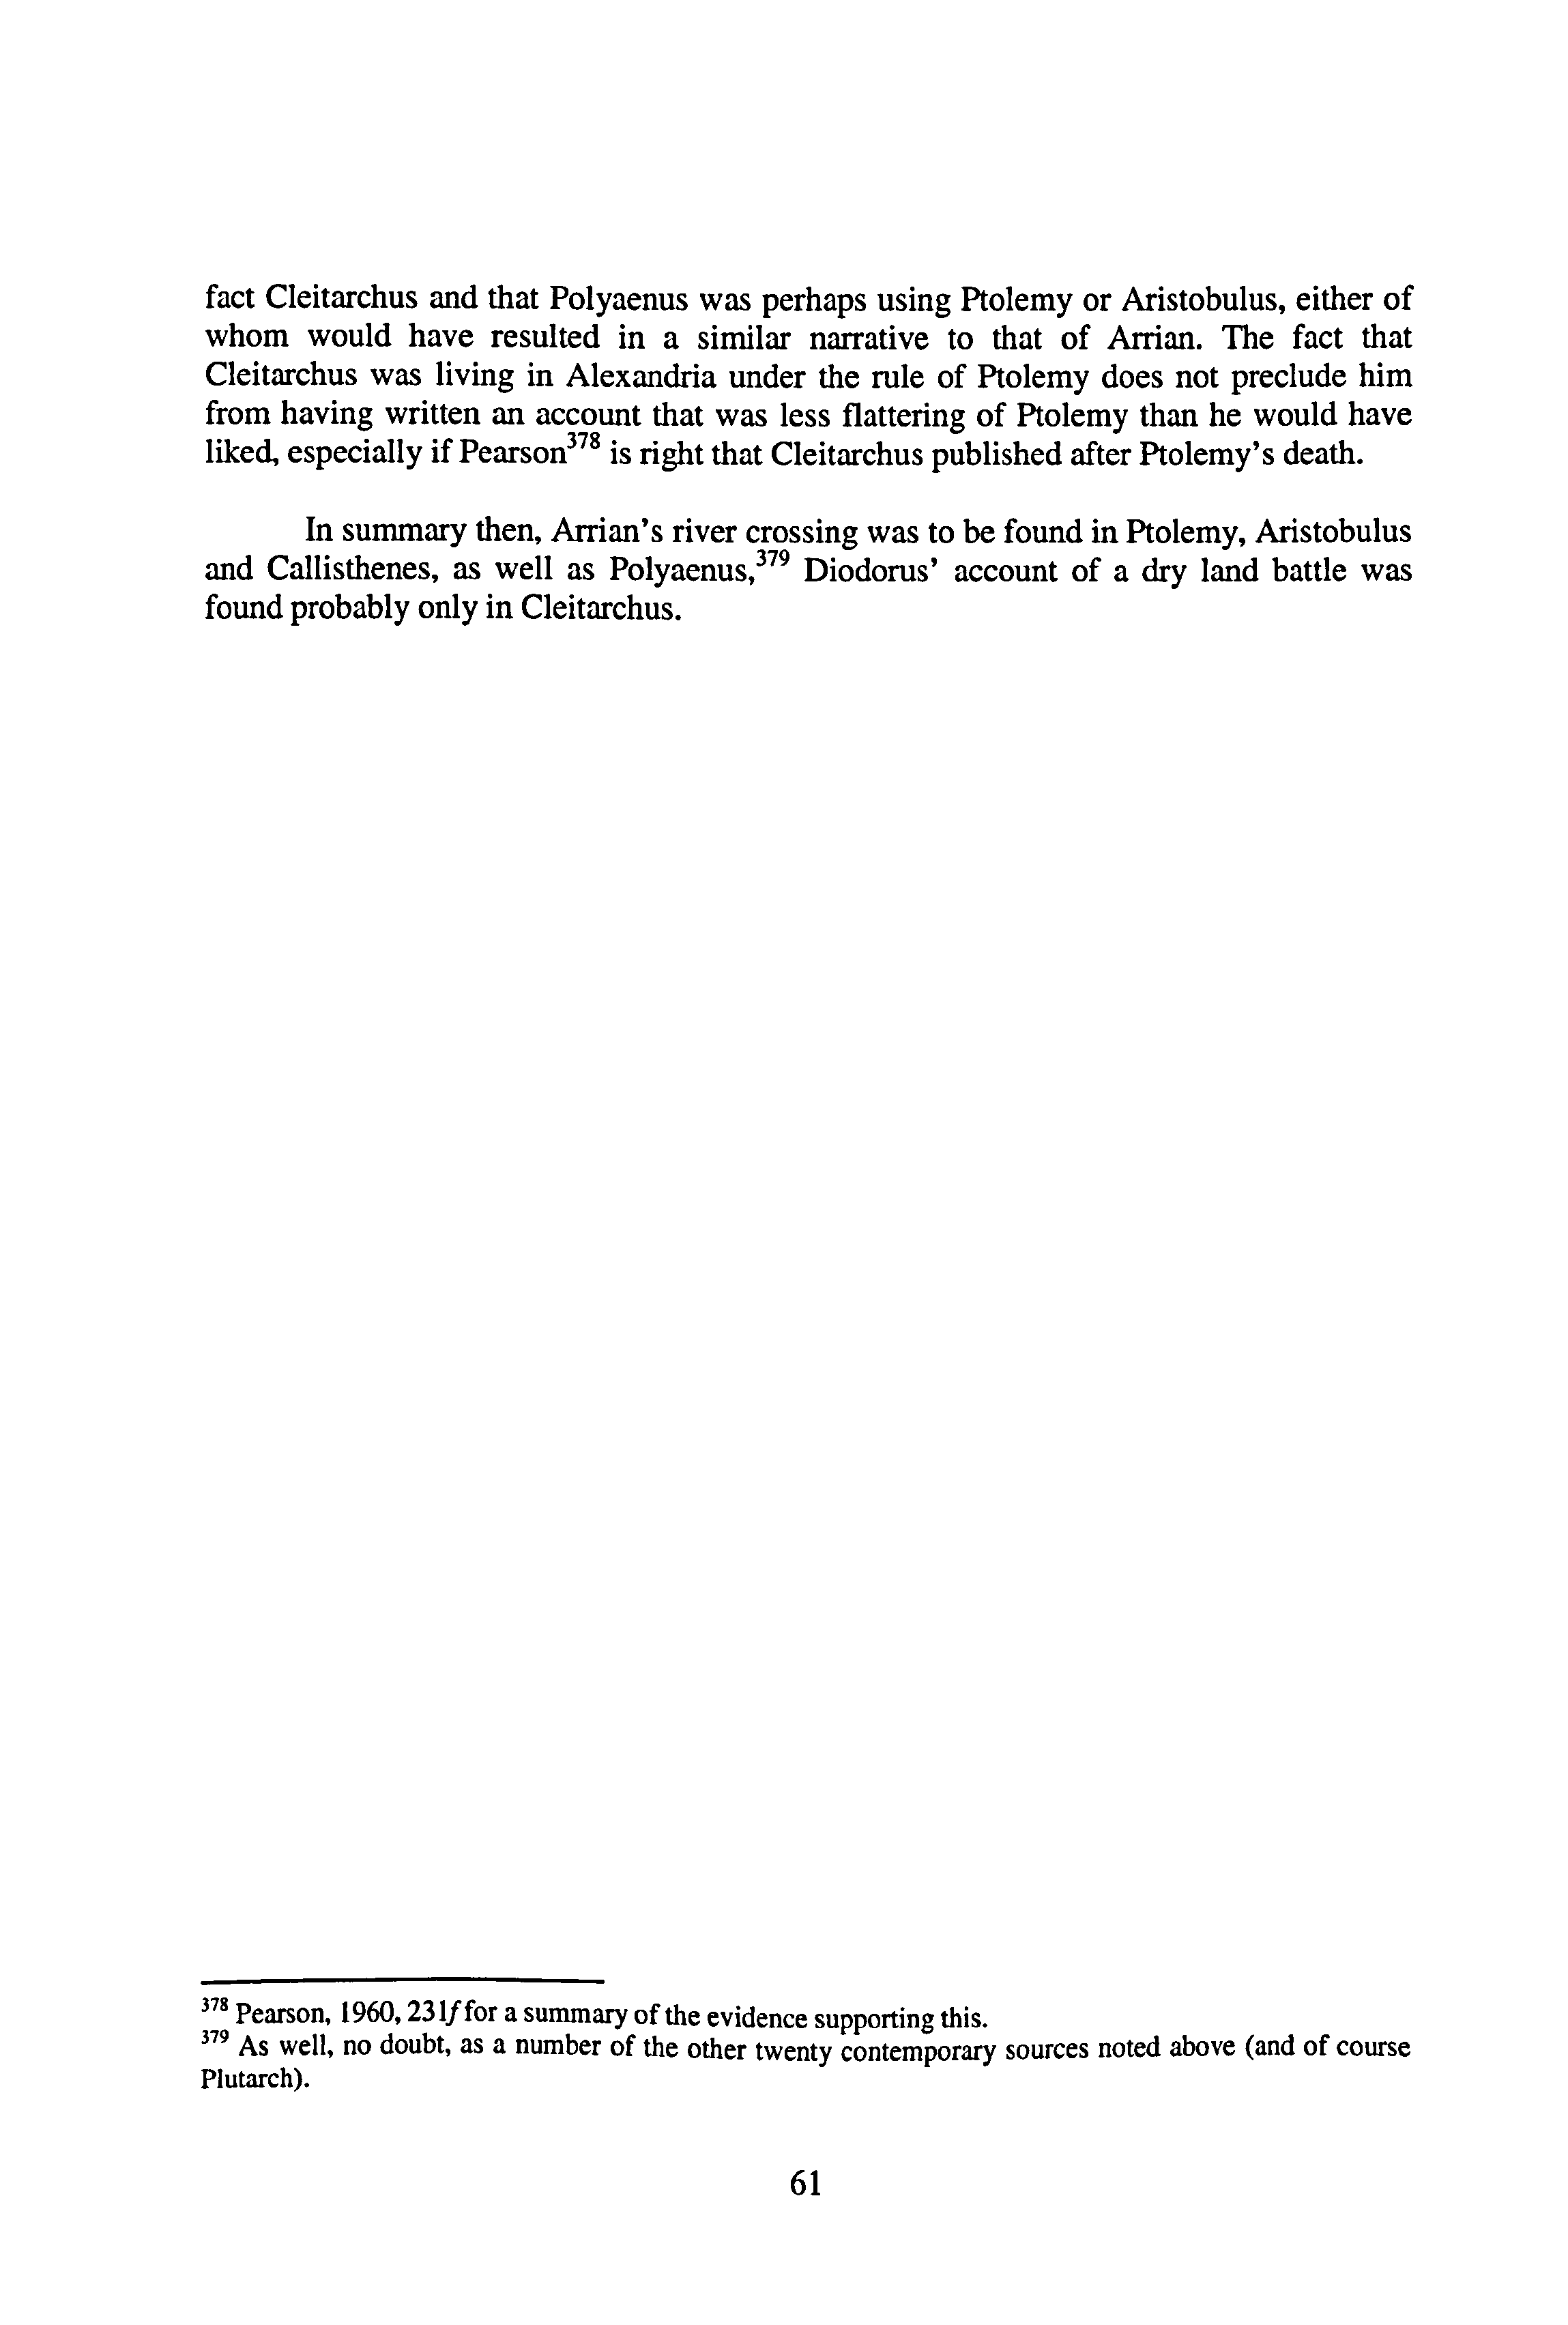 fact Cleitarchus and that Polyaenus was perhaps using Ptolemy or Aristobulus, either of
whom would have resulted in a similar narrative to that of Arrian. The fact that
Cleitarchus was living in Alexandria under the rule of Ptolemy does not preclude him
from having written an account that was less flattering of Ptolemy than he would have
liked, especially if Pearson³⁷⁸ is right that Cleitarchus published after Ptolemy's death.
In summary then, Arrian's river crossing was to be found in Ptolemy, Aristobulus
and Callisthenes, as well as Polyaenus,³⁷⁹ Diodorus' account of a dry land battle was
found probably only in Cleitarchus.
³⁷⁸ Pearson, 1960, 231f for a summary of the evidence supporting this.
³⁷⁹ As well, no doubt, as a number of the other twenty contemporary sources noted above (and of course
Plutarch).
61